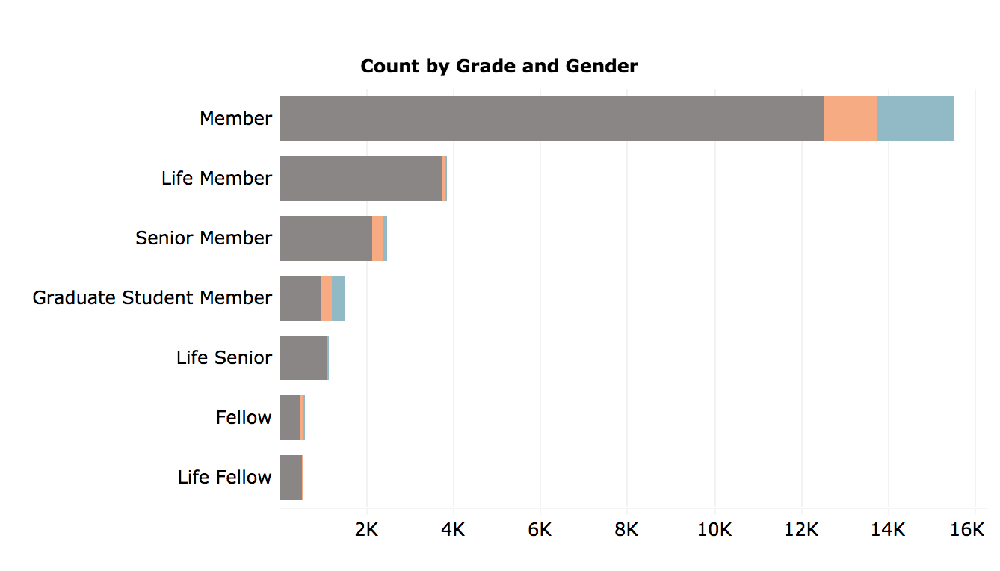 Count by Grade and Gender
Member
Life Member
Senior Member
Graduate Student Member
Life Senior
Fellow
Life Fellow
2K 4K 6K 8K 10K 12K 14K 16K